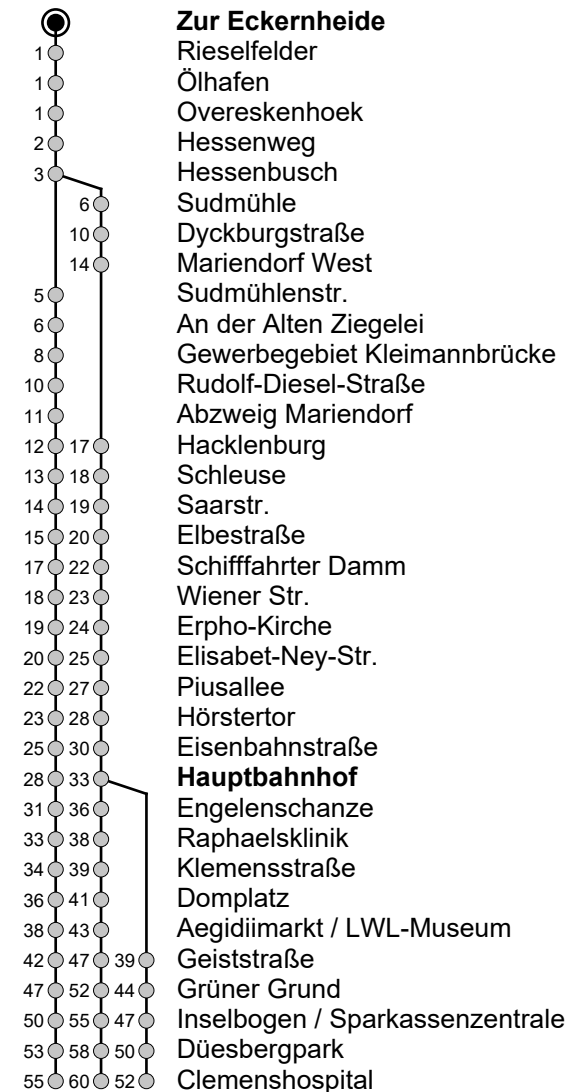 Zur Eckernheide
1 Rieselfelder
1 Ölhafen
1 Overeskenhoek
2 Hessenweg
3 Hessenbusch
6 Sudmühle
10 Dyckburgstraße
14 Mariendorf West
5 Sudmühlenstr.
6 An der Alten Ziegelei
8 Gewerbegebiet Kleimannbrücke
10 Rudolf-Diesel-Straße
11 Abzweig Mariendorf
12 17 Hacklenburg
13 18 Schleuse
14 19 Saarstr.
15 20 Elbestraße
17 22 Schifffahrter Damm
18 23 Wiener Str.
19 24 Erpho-Kirche
20 25 Elisabet-Ney-Str.
22 27 Piusallee
23 28 Hörstertor
25 30 Eisenbahnstraße
28 33 Hauptbahnhof
31 36 Engelenschanze
33 38 Raphaelsklinik
34 39 Klemensstraße
36 41 Domplatz
38 43 Aegidiimarkt / LWL-Museum
42 47 39 Geiststraße
47 52 44 Grüner Grund
50 55 47 Inselbogen / Sparkassenzentrale
53 58 50 Düesbergpark
55 60 52 Clemenshospital